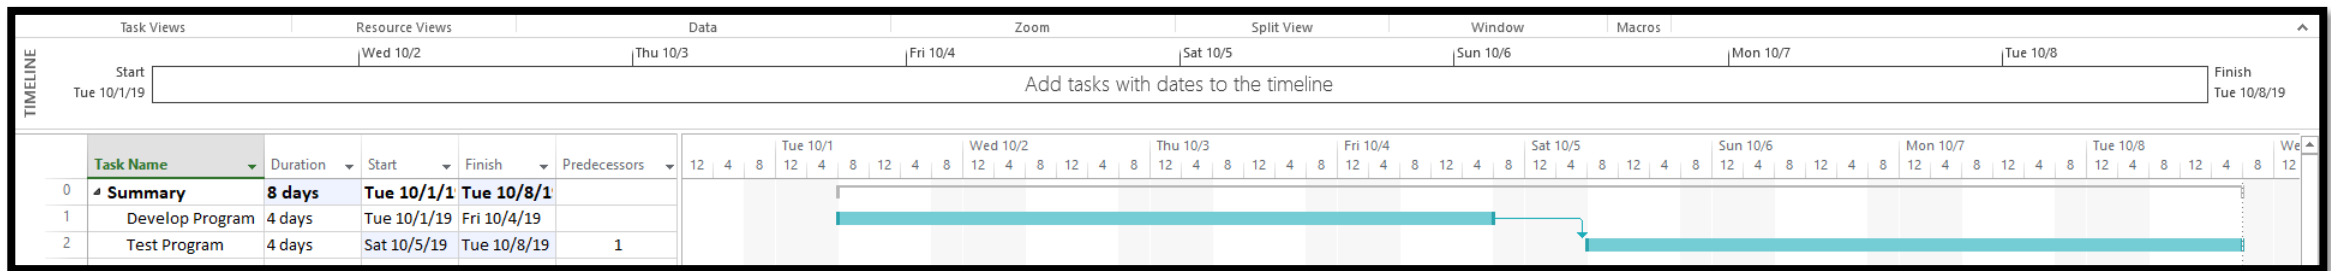 Task Views Resource Views Data Zoom Split View Window Macros
TIMELINE
Wed 10/2 Thu 10/3 Fri 10/4 Sat 10/5 Sun 10/6 Mon 10/7 Tue 10/8
Start
Tue 10/1/19
Add tasks with dates to the timeline
Finish
Tue 10/8/19
Tue 10/1 Wed 10/2 Thu 10/3 Fri 10/4 Sat 10/5 Sun 10/6 Mon 10/7 Tue 10/8 We
Task Name Duration Start Finish Predecessors 12 4 8 12 4 8 12 4 8 12 4 8 12 4 8 12 4 8 12 4 8 12 4 8 12 4 8 12 4 8 12 4 8 12 4 8 12 4 8 12 4 8 12 4 8 12 4 8 12 4 8 12
0 Summary 8 days Tue 10/1/1 Tue 10/8/1
1 Develop Program 4 days Tue 10/1/19 Fri 10/4/19
2 Test Program 4 days Sat 10/5/19 Tue 10/8/19 1